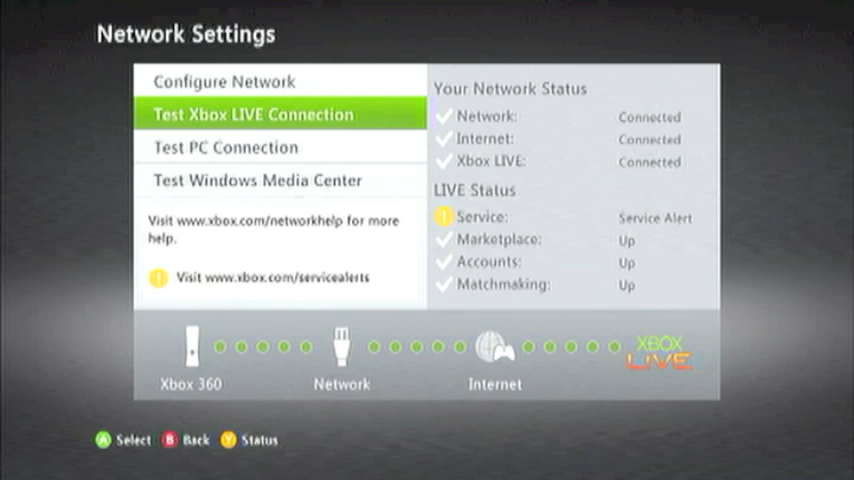 Network Settings
Configure Network
Test Xbox LIVE Connection
Test PC Connection
Test Windows Media Center
Visit www.xbox.com/networkhelp for more
help.
! Visit www.xbox.com/servicealerts
Your Network Status
Network: Connected
Internet: Connected
Xbox LIVE: Connected
LIVE Status
! Service: Service Alert
Marketplace: Up
Accounts: Up
Matchmaking: Up
XBOX
LIVE
Xbox 360 Network Internet
A Select B Back Y Status